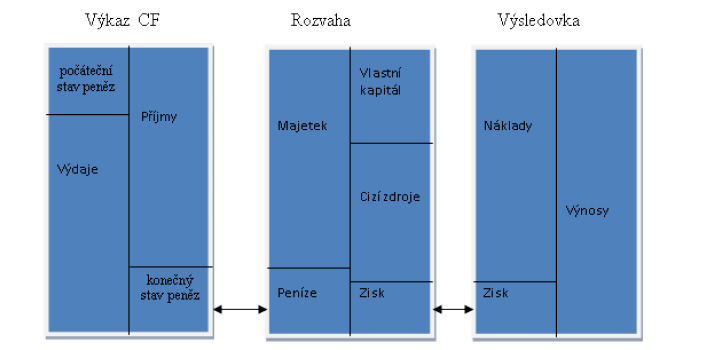 Výkaz CF
Rozvaha
Výsledovka
počáteční
stav peněz
Příjmy
Výdaje
konečný
stav peněz
Majetek
Vlastní
kapitál
Cizí zdroje
Peníze
Zisk
Náklady
Výnosy
Zisk